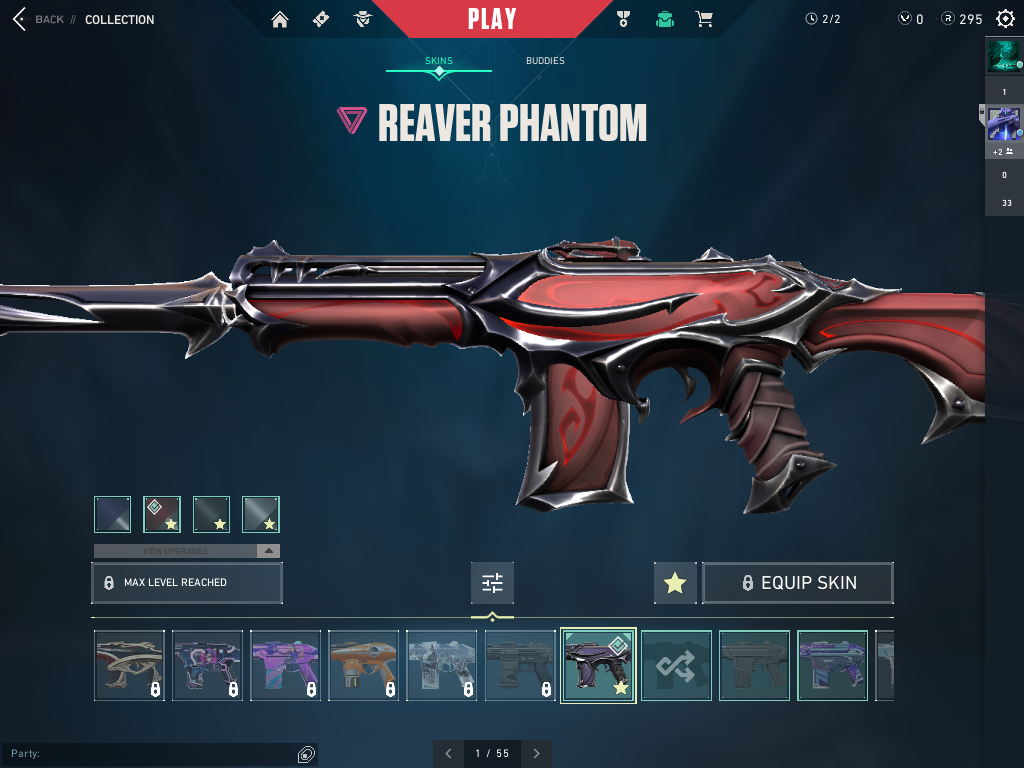 BACK // COLLECTION
PLAY
2/2
0
295
SKINS
BUDDIES
REAVER PHANTOM
1
+2
0
33
VIEW UPGRADES
MAX LEVEL REACHED
EQUIP SKIN
Party:
1 / 55